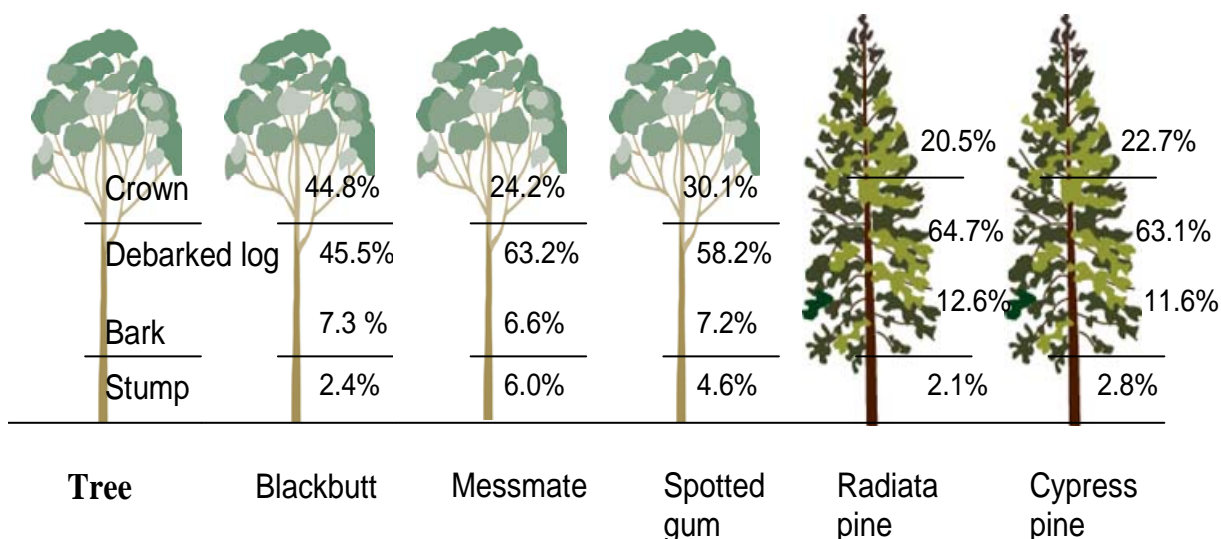 20.5% 22.7%
Crown 44.8% 24.2% 30.1%
64.7% 63.1%
Debarked log 45.5% 63.2% 58.2%
12.6% 11.6%
Bark 7.3 % 6.6% 7.2%
Stump 2.4% 6.0% 4.6% 2.1% 2.8%
Tree Blackbutt Messmate Spotted Radiata Cypress
gum pine pine